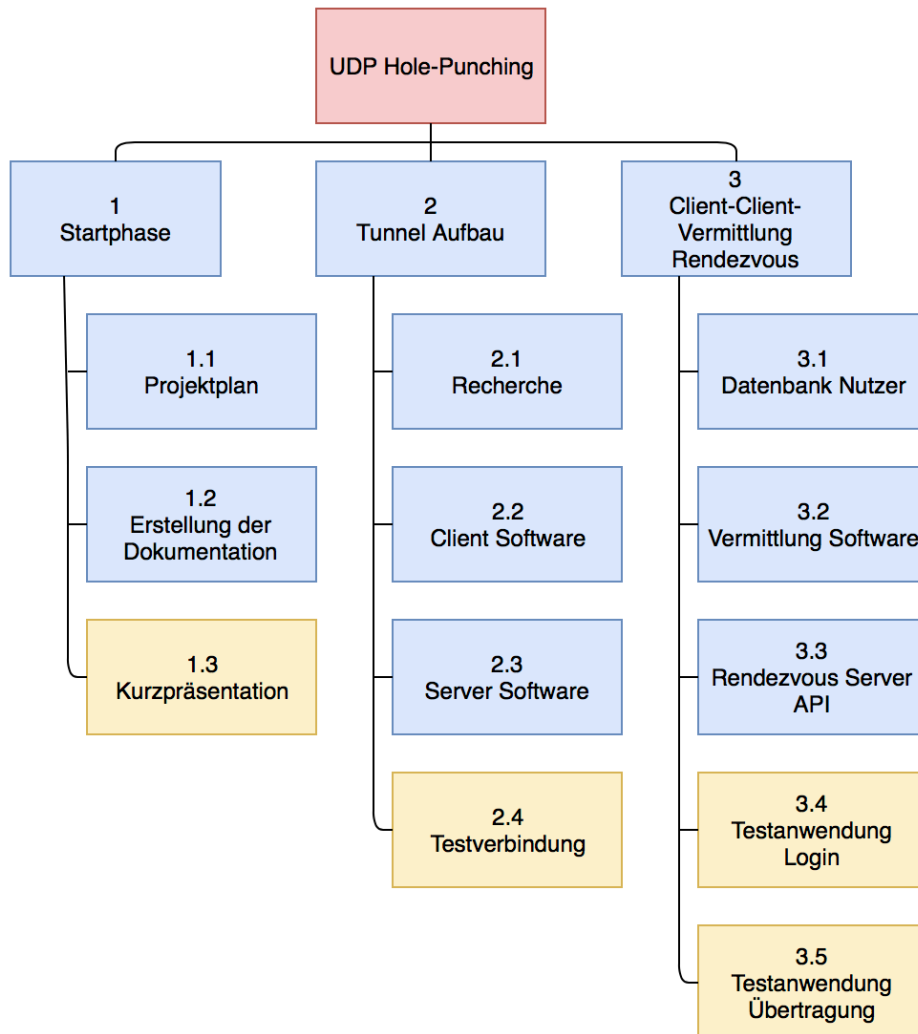 UDP Hole-Punching
1
Startphase
2
Tunnel Aufbau
3
Client-Client-
Vermittlung
Rendezvous
1.1
Projektplan
2.1
Recherche
3.1
Datenbank Nutzer
1.2
Erstellung der
Dokumentation
2.2
Client Software
3.2
Vermittlung Software
1.3
Kurzpräsentation
2.3
Server Software
3.3
Rendezvous Server
API
2.4
Testverbindung
3.4
Testanwendung
Login
3.5
Testanwendung
Übertragung